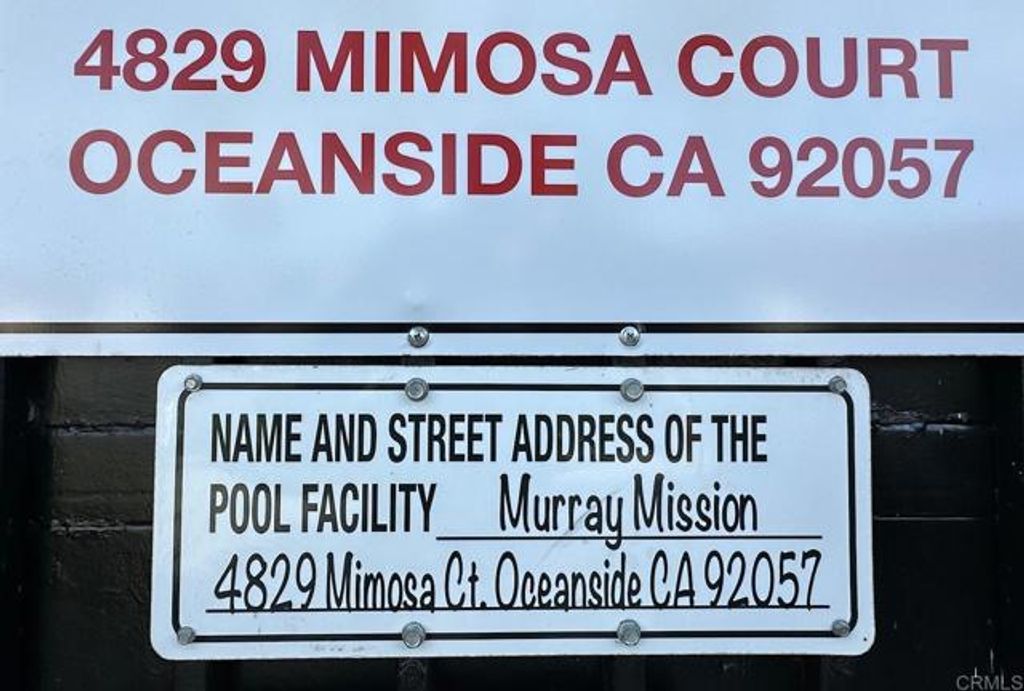 4829 MIMOSA COURT
OCEANSIDE CA 92057
NAME AND STREET ADDRESS OF THE
POOL FACILITY Murray Mission
4829 Mimosa Ct. Oceanside CA 92057
CRMLS